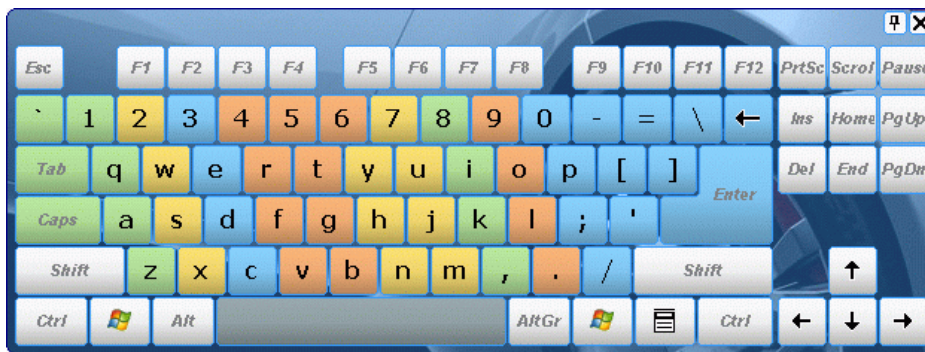 Esc F1 F2 F3 F4 F5 F6 F7 F8 F9 F10 F11 F12 PrtSc Scrol Pause
` 1 2 3 4 5 6 7 8 9 0 - = \ ← Ins Home PgUp
Tab q w e r t y u i o p [ ] Enter Del End PgDn
Caps a s d f g h j k l ; '
Shift z x c v b n m , . / Shift ↑
Ctrl Alt AltGr Ctrl ← ↓ →